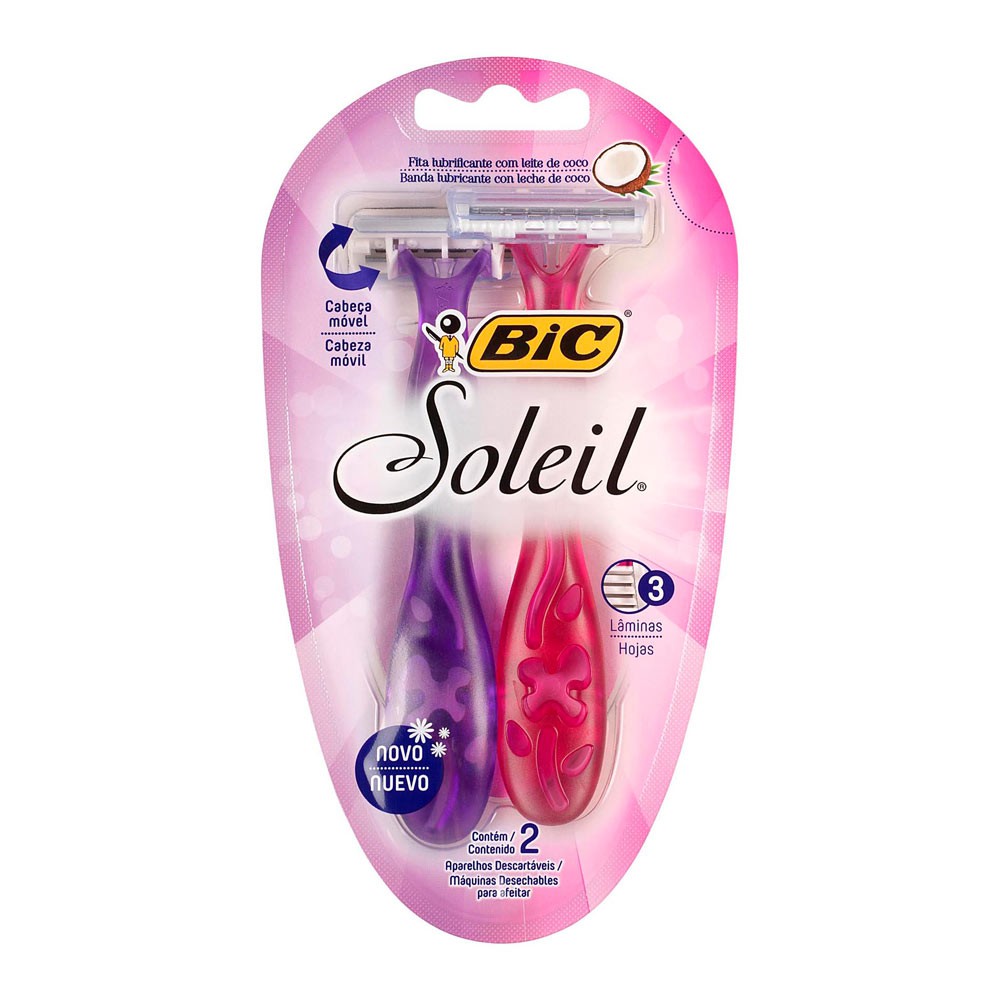 Fita lubrificante com leite de coco
Banda lubricante con leche de coco
Cabeça
móvel
Cabeza
móvil
BIC®
Soleil®
3
Lâminas
Hojas
NOVO
NUEVO
Contém /
Contenido 2
Aparelhos Descartáveis /
Máquinas Desechables
para afeitar